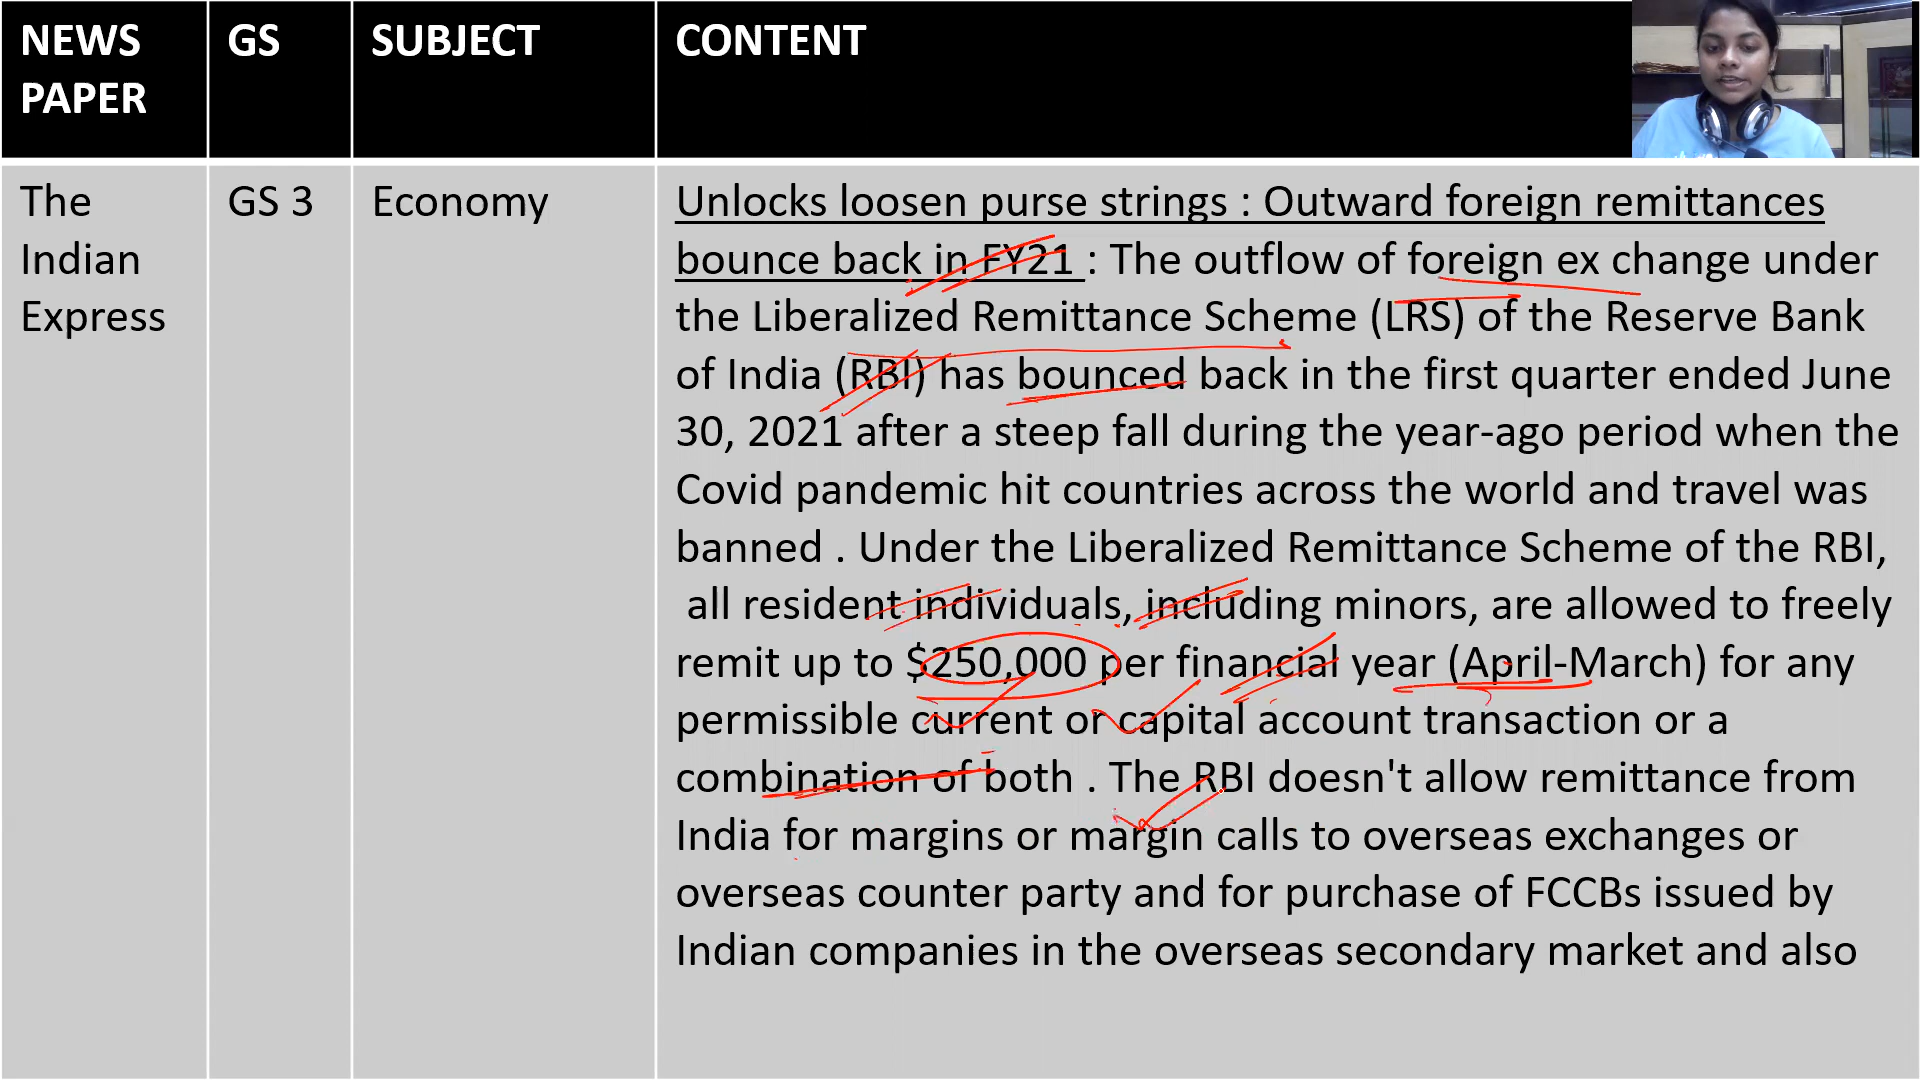 NEWS
PAPER
GS
SUBJECT
CONTENT
The
Indian
Express
GS 3
Economy
Unlocks loosen purse strings : Outward foreign remittances
bounce back in FY21 : The outflow of foreign ex change under
the Liberalized Remittance Scheme (LRS) of the Reserve Bank
of India (RBI) has bounced back in the first quarter ended June
30, 2021 after a steep fall during the year-ago period when the
Covid pandemic hit countries across the world and travel was
banned . Under the Liberalized Remittance Scheme of the RBI,
all resident individuals, including minors, are allowed to freely
remit up to $250,000 per financial year (April-March) for any
permissible current or capital account transaction or a
combination of both . The RBI doesn't allow remittance from
India for margins or margin calls to overseas exchanges or
overseas counter party and for purchase of FCCBs issued by
Indian companies in the overseas secondary market and also